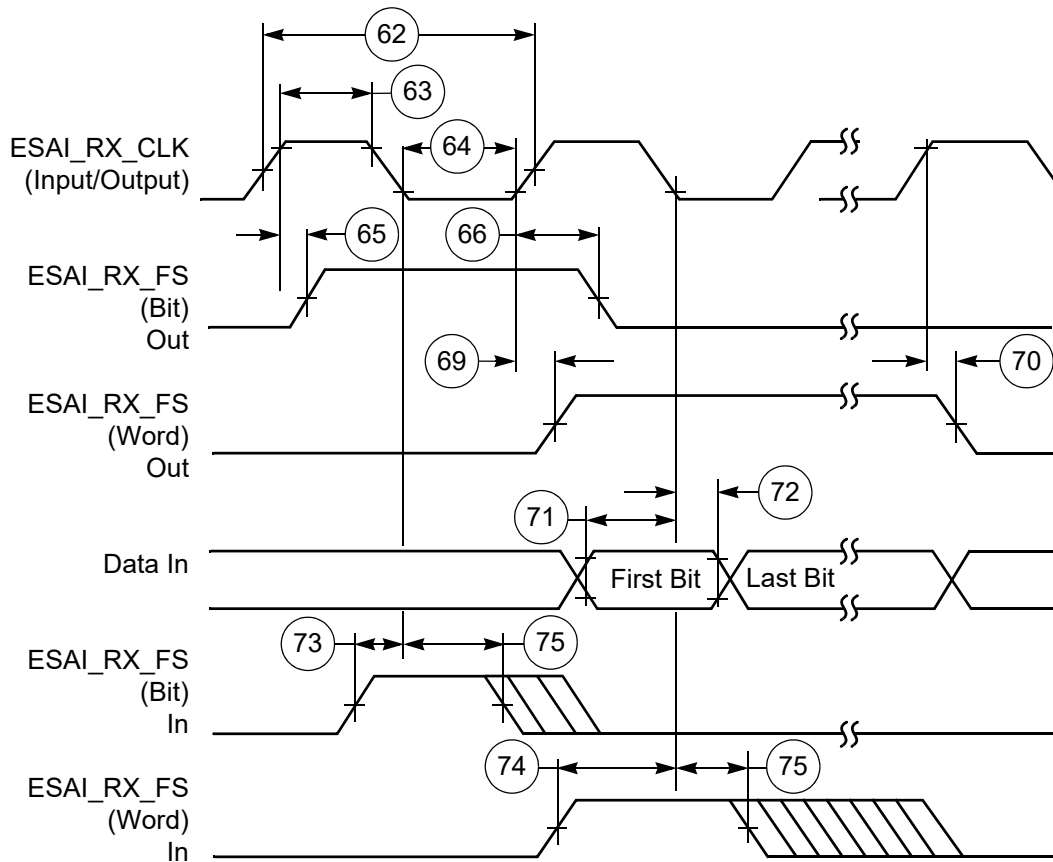 62
63
ESAI_RX_CLK
(Input/Output)
64
65
66
ESAI_RX_FS
(Bit)
Out
69
70
ESAI_RX_FS
(Word)
Out
71
72
Data In
First Bit
Last Bit
73
75
ESAI_RX_FS
(Bit)
In
74
75
ESAI_RX_FS
(Word)
In